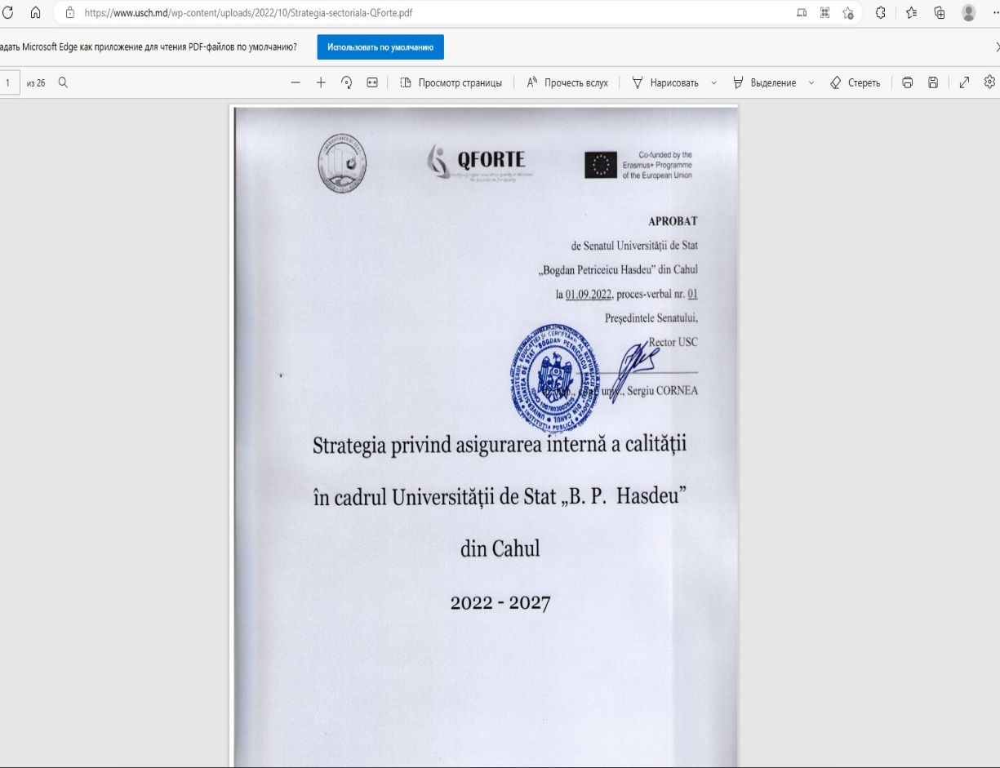 https://www.usch.md/wp-content/uploads/2022/10/Strategia-sectoriala-QForte.pdf
адать Microsoft Edge как приложение для чтения PDF-файлов по умолчанию?
Использовать по умолчанию
1 из 26
Просмотр страницы
Прочесть вслух
Нарисовать
Выделение
Стереть
QFORTE
Co-funded by the
Erasmus+ Programme
of the European Union
APROBAT
de Senatul Universității de Stat
„Bogdan Petriceicu Hasdeu” din Cahul
la 01.09.2022, proces-verbal nr. 01
Președintele Senatului,
Rector USC
univ., Sergiu CORNEA
Strategia privind asigurarea internă a calității
în cadrul Universității de Stat „B. P. Hasdeu”
din Cahul
2022 - 2027